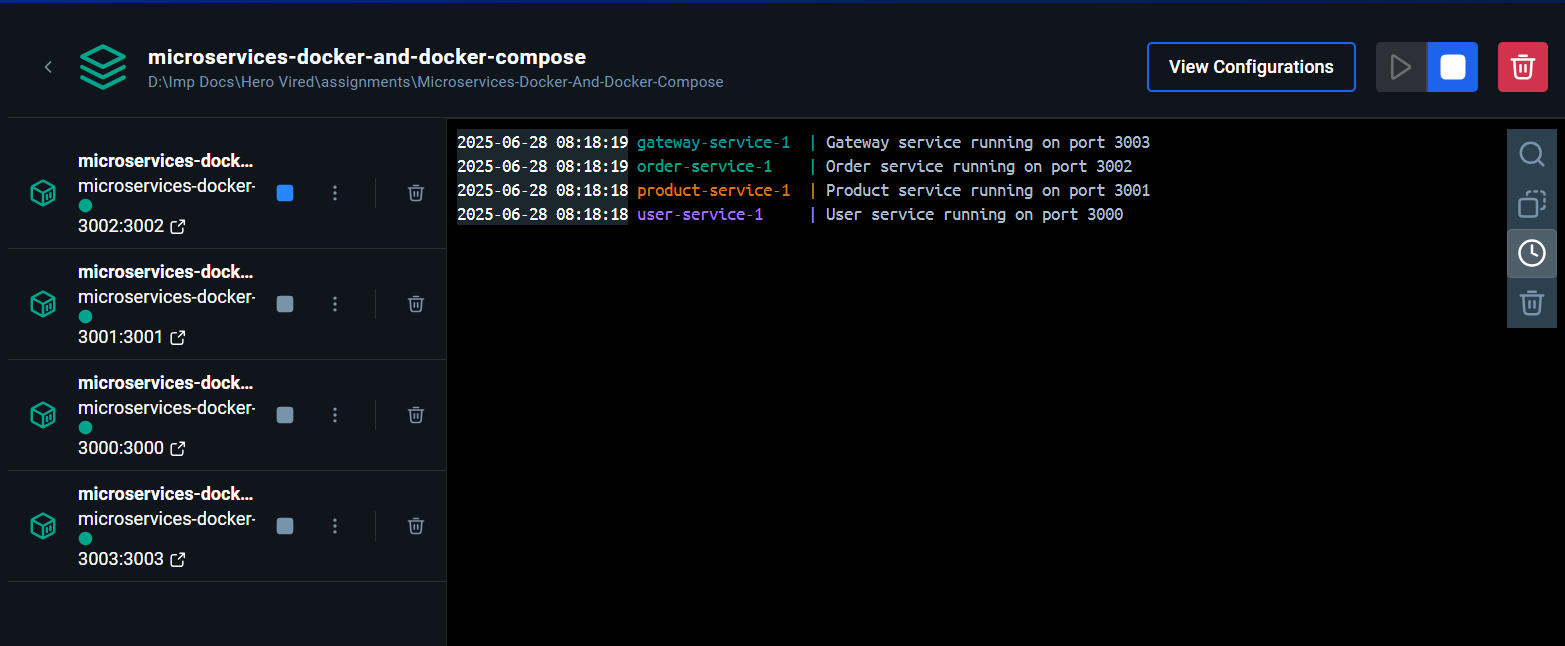 microservices-docker-and-docker-compose
D:\Imp Docs\Hero Vired\assignments\Microservices-Docker-And-Docker-Compose
View Configurations
microservices-dock...
microservices-docker-
3002:3002
microservices-dock...
microservices-docker-
3001:3001
microservices-dock...
microservices-docker-
3000:3000
microservices-dock...
microservices-docker-
3003:3003
2025-06-28 08:18:19 gateway-service-1 | Gateway service running on port 3003
2025-06-28 08:18:19 order-service-1 | Order service running on port 3002
2025-06-28 08:18:18 product-service-1 | Product service running on port 3001
2025-06-28 08:18:18 user-service-1 | User service running on port 3000